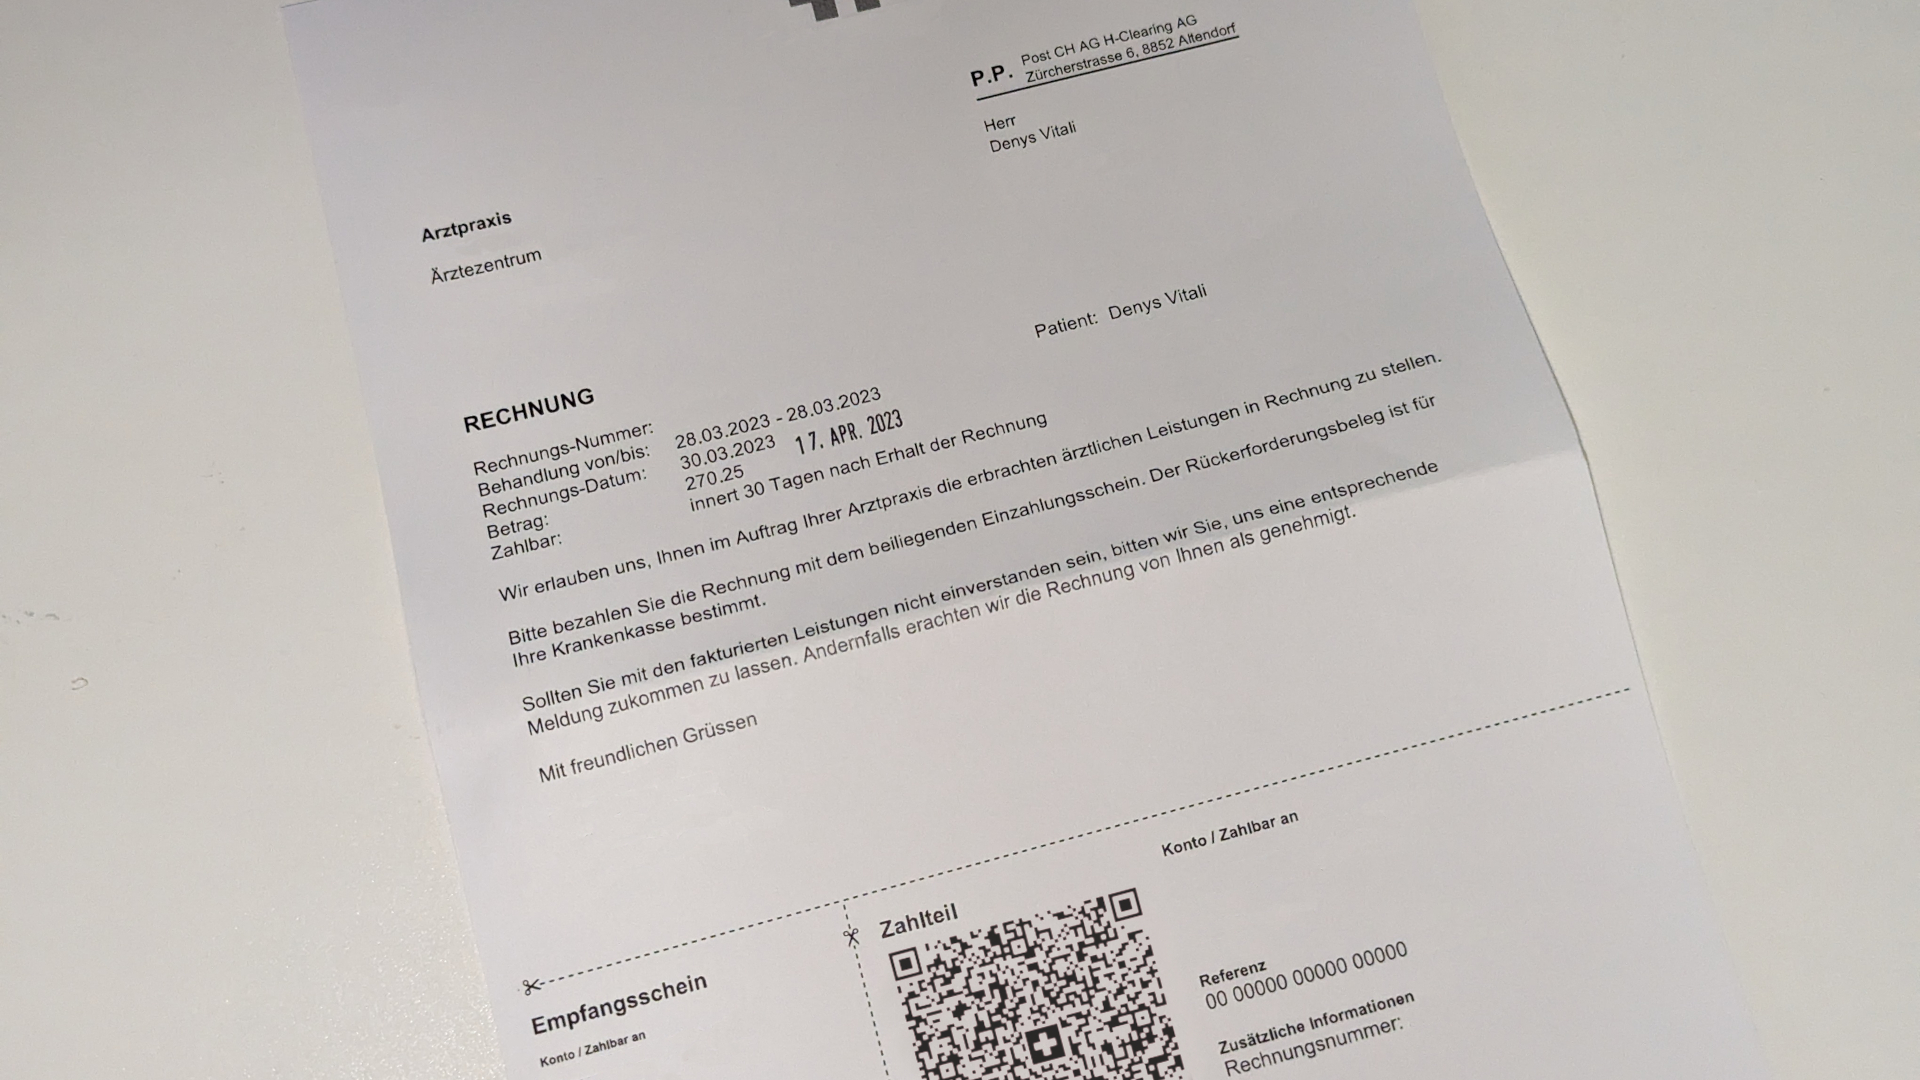 P.P. Post CH AG H-Clearing AG
Zürcherstrasse 6, 8852 Altendorf
Herr
Denys Vitali
Arztpraxis
Ärztezentrum
Patient: Denys Vitali
RECHNUNG
Rechnungs-Nummer:
Behandlung von/bis: 28.03.2023 - 28.03.2023
Rechnungs-Datum: 30.03.2023 17. APR. 2023
Betrag: 270.25
Zahlbar: innert 30 Tagen nach Erhalt der Rechnung
Wir erlauben uns, Ihnen im Auftrag Ihrer Arztpraxis die erbrachten ärztlichen Leistungen in Rechnung zu stellen.
Bitte bezahlen Sie die Rechnung mit dem beiliegenden Einzahlungsschein. Der Rückerforderungsbeleg ist für
Ihre Krankenkasse bestimmt.
Sollten Sie mit den fakturierten Leistungen nicht einverstanden sein, bitten wir Sie, uns eine entsprechende
Meldung zukommen zu lassen. Andernfalls erachten wir die Rechnung von Ihnen als genehmigt.
Mit freundlichen Grüssen
Empfangsschein
Konto / Zahlbar an
Zahlteil
Konto / Zahlbar an
Referenz
00 00000 00000 00000
Zusätzliche Informationen
Rechnungsnummer: